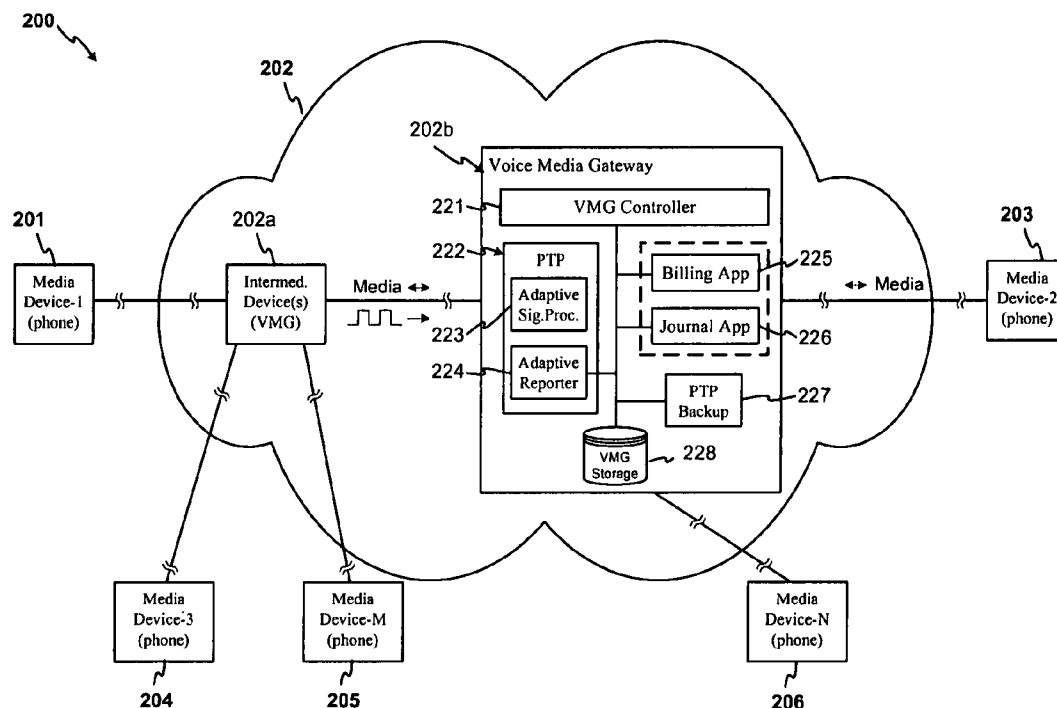 200
202
202b
Voice Media Gateway
221
VMG Controller
201
202a
222
PTP
Billing App
225
203
Media
Device-1
(phone)
Intermed.
Device(s)
(VMG)
Media
Adaptive
Sig.Proc.
223
Journal App
226
Media
Media
Device-2
(phone)
224
Adaptive
Reporter
PTP
Backup
227
VMG
Storage
228
Media
Device-3
(phone)
204
Media
Device-M
(phone)
205
Media
Device-N
(phone)
206